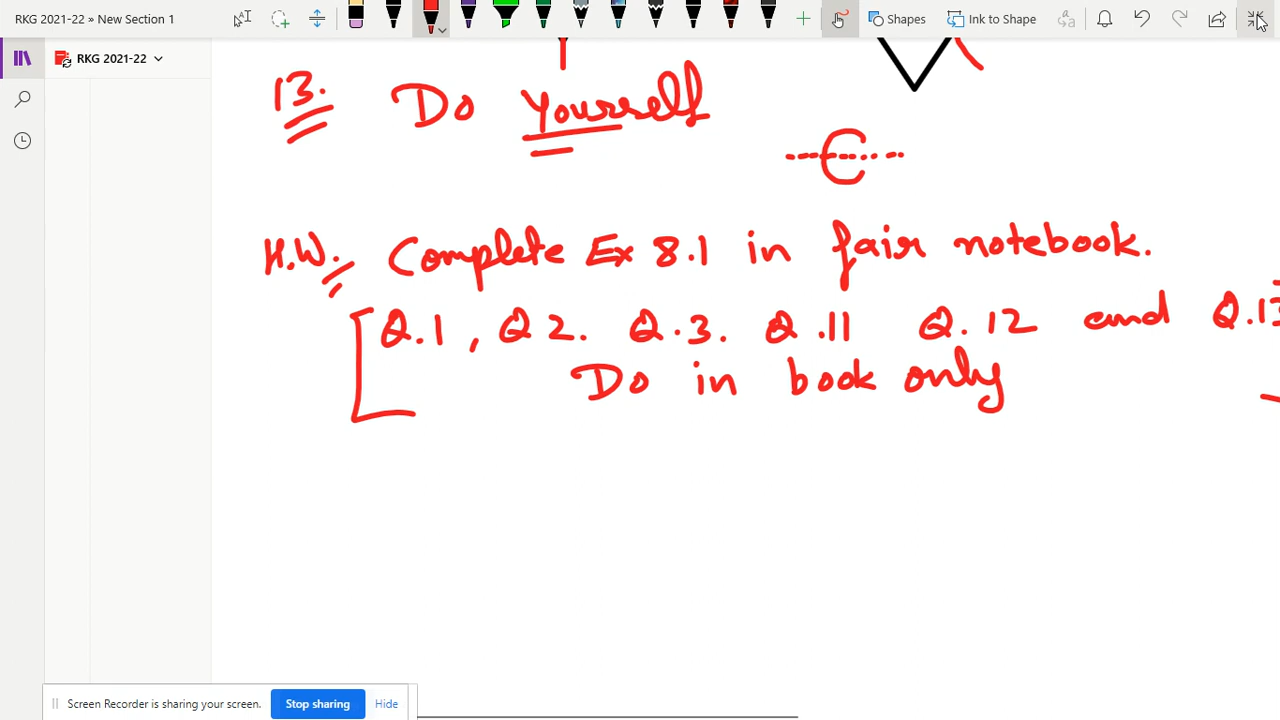 RKG 2021-22 » New Section 1
Shapes
Ink to Shape
RKG 2021-22
13. Do Yourself
C
H.W. Complete Ex 8.1 in fair notebook.
Q.1, Q 2. Q.3. Q.11 Q.12 and Q.13
Do in book only
Screen Recorder is sharing your screen. Stop sharing Hide